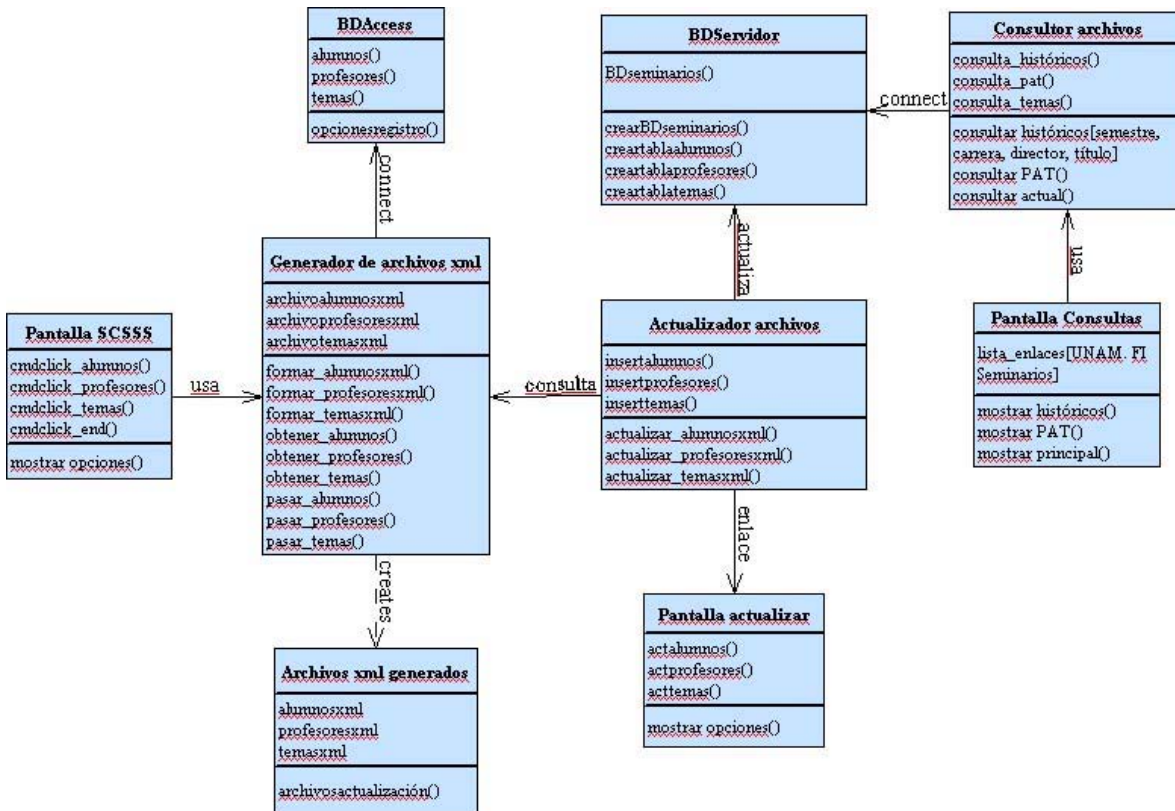 BDAccess
alumnos()
profesores()
temas()
opcionesregistro()
connect
BDServidor
BDseminarios()
crearBDseminarios()
creartablaalumnos()
creartablaprofesores()
creartablatemas()
connect
Consultor archivos
consulta_históricos()
consulta_pat()
consulta_temas()
consultar históricos[semestre,
carrera, director, título]
consultar PAT()
consultar actual()
usa
actualiza
Generador de archivos xml
archivoalumnosxml
archivoprofesoresxml
archivotemasxml
formar_alumnosxml()
formar_profesoresxml()
formar_temasxml()
obtener_alumnos()
obtener_profesores()
obtener_temas()
pasar_alumnos()
pasar_profesores()
pasar_temas()
Pantalla SCSSS
cmdclick_alumnos()
cmdclick_profesores()
cmdclick_temas()
cmdclick_end()
mostrar opciones()
usa
consulta
Actualizador archivos
insertalumnos()
insertprofesores()
inserttemas()
actualizar_alumnosxml()
actualizar_profesoresxml()
actualizar_temasxml()
Pantalla Consultas
lista_enlaces[UNAM. FI
Seminarios]
mostrar históricos()
mostrar PAT()
mostrar principal()
enlace
creates
Pantalla actualizar
actalumnos()
actprofesores()
acttemas()
mostrar opciones()
Archivos xml generados
alumnosxml
profesoresxml
temasxml
archivosactualización()